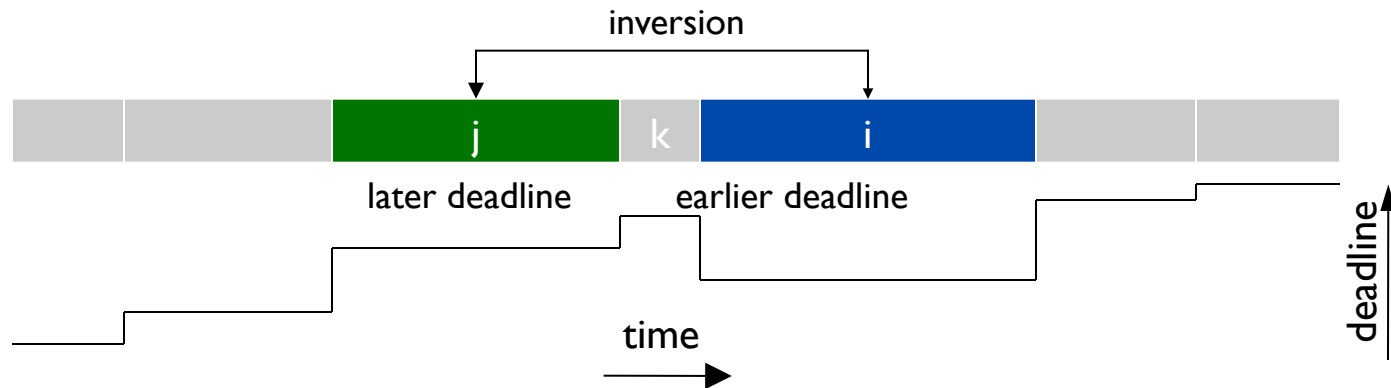 inversion
j k i
later deadline earlier deadline
deadline
time